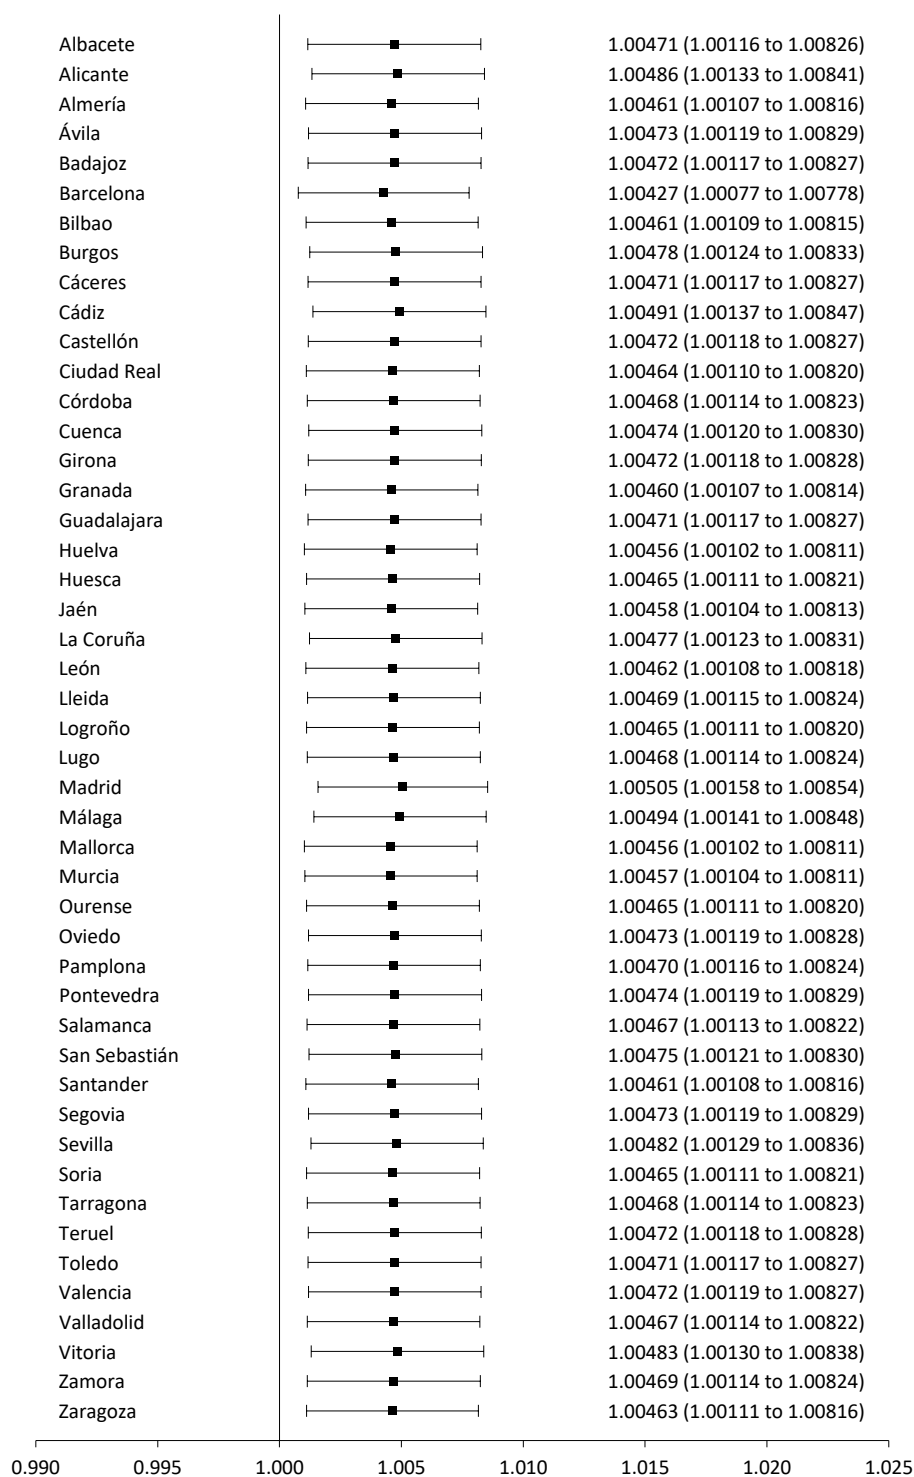 Albacete 1.00471 (1.00116 to 1.00826)
Alicante 1.00486 (1.00133 to 1.00841)
Almería 1.00461 (1.00107 to 1.00816)
Ávila 1.00473 (1.00119 to 1.00829)
Badajoz 1.00472 (1.00117 to 1.00827)
Barcelona 1.00427 (1.00077 to 1.00778)
Bilbao 1.00461 (1.00109 to 1.00815)
Burgos 1.00478 (1.00124 to 1.00833)
Cáceres 1.00471 (1.00117 to 1.00827)
Cádiz 1.00491 (1.00137 to 1.00847)
Castellón 1.00472 (1.00118 to 1.00827)
Ciudad Real 1.00464 (1.00110 to 1.00820)
Córdoba 1.00468 (1.00114 to 1.00823)
Cuenca 1.00474 (1.00120 to 1.00830)
Girona 1.00472 (1.00118 to 1.00828)
Granada 1.00460 (1.00107 to 1.00814)
Guadalajara 1.00471 (1.00117 to 1.00827)
Huelva 1.00456 (1.00102 to 1.00811)
Huesca 1.00465 (1.00111 to 1.00821)
Jaén 1.00458 (1.00104 to 1.00813)
La Coruña 1.00477 (1.00123 to 1.00831)
León 1.00462 (1.00108 to 1.00818)
Lleida 1.00469 (1.00115 to 1.00824)
Logroño 1.00465 (1.00111 to 1.00820)
Lugo 1.00468 (1.00114 to 1.00824)
Madrid 1.00505 (1.00158 to 1.00854)
Málaga 1.00494 (1.00141 to 1.00848)
Mallorca 1.00456 (1.00102 to 1.00811)
Murcia 1.00457 (1.00104 to 1.00811)
Ourense 1.00465 (1.00111 to 1.00820)
Oviedo 1.00473 (1.00119 to 1.00828)
Pamplona 1.00470 (1.00116 to 1.00824)
Pontevedra 1.00474 (1.00119 to 1.00829)
Salamanca 1.00467 (1.00113 to 1.00822)
San Sebastián 1.00475 (1.00121 to 1.00830)
Santander 1.00461 (1.00108 to 1.00816)
Segovia 1.00473 (1.00119 to 1.00829)
Sevilla 1.00482 (1.00129 to 1.00836)
Soria 1.00465 (1.00111 to 1.00821)
Tarragona 1.00468 (1.00114 to 1.00823)
Teruel 1.00472 (1.00118 to 1.00828)
Toledo 1.00471 (1.00117 to 1.00827)
Valencia 1.00472 (1.00119 to 1.00827)
Valladolid 1.00467 (1.00114 to 1.00822)
Vitoria 1.00483 (1.00130 to 1.00838)
Zamora 1.00469 (1.00114 to 1.00824)
Zaragoza 1.00463 (1.00111 to 1.00816)
0.990 0.995 1.000 1.005 1.010 1.015 1.020 1.025